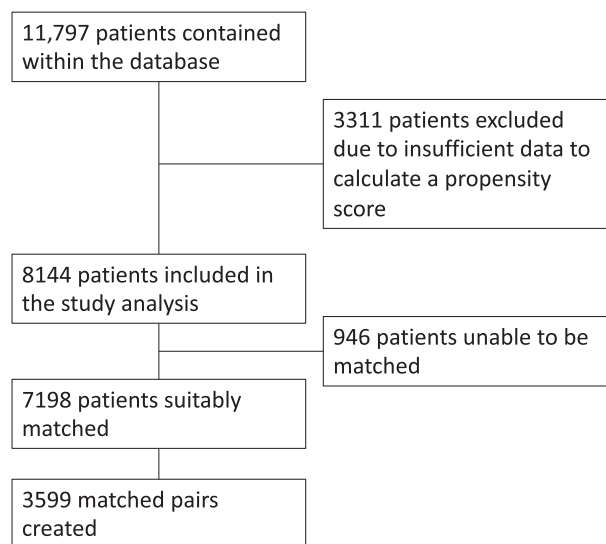 11,797 patients contained
within the database
3311 patients excluded
due to insufficient data to
calculate a propensity
score
8144 patients included in
the study analysis
946 patients unable to be
matched
7198 patients suitably
matched
3599 matched pairs
created